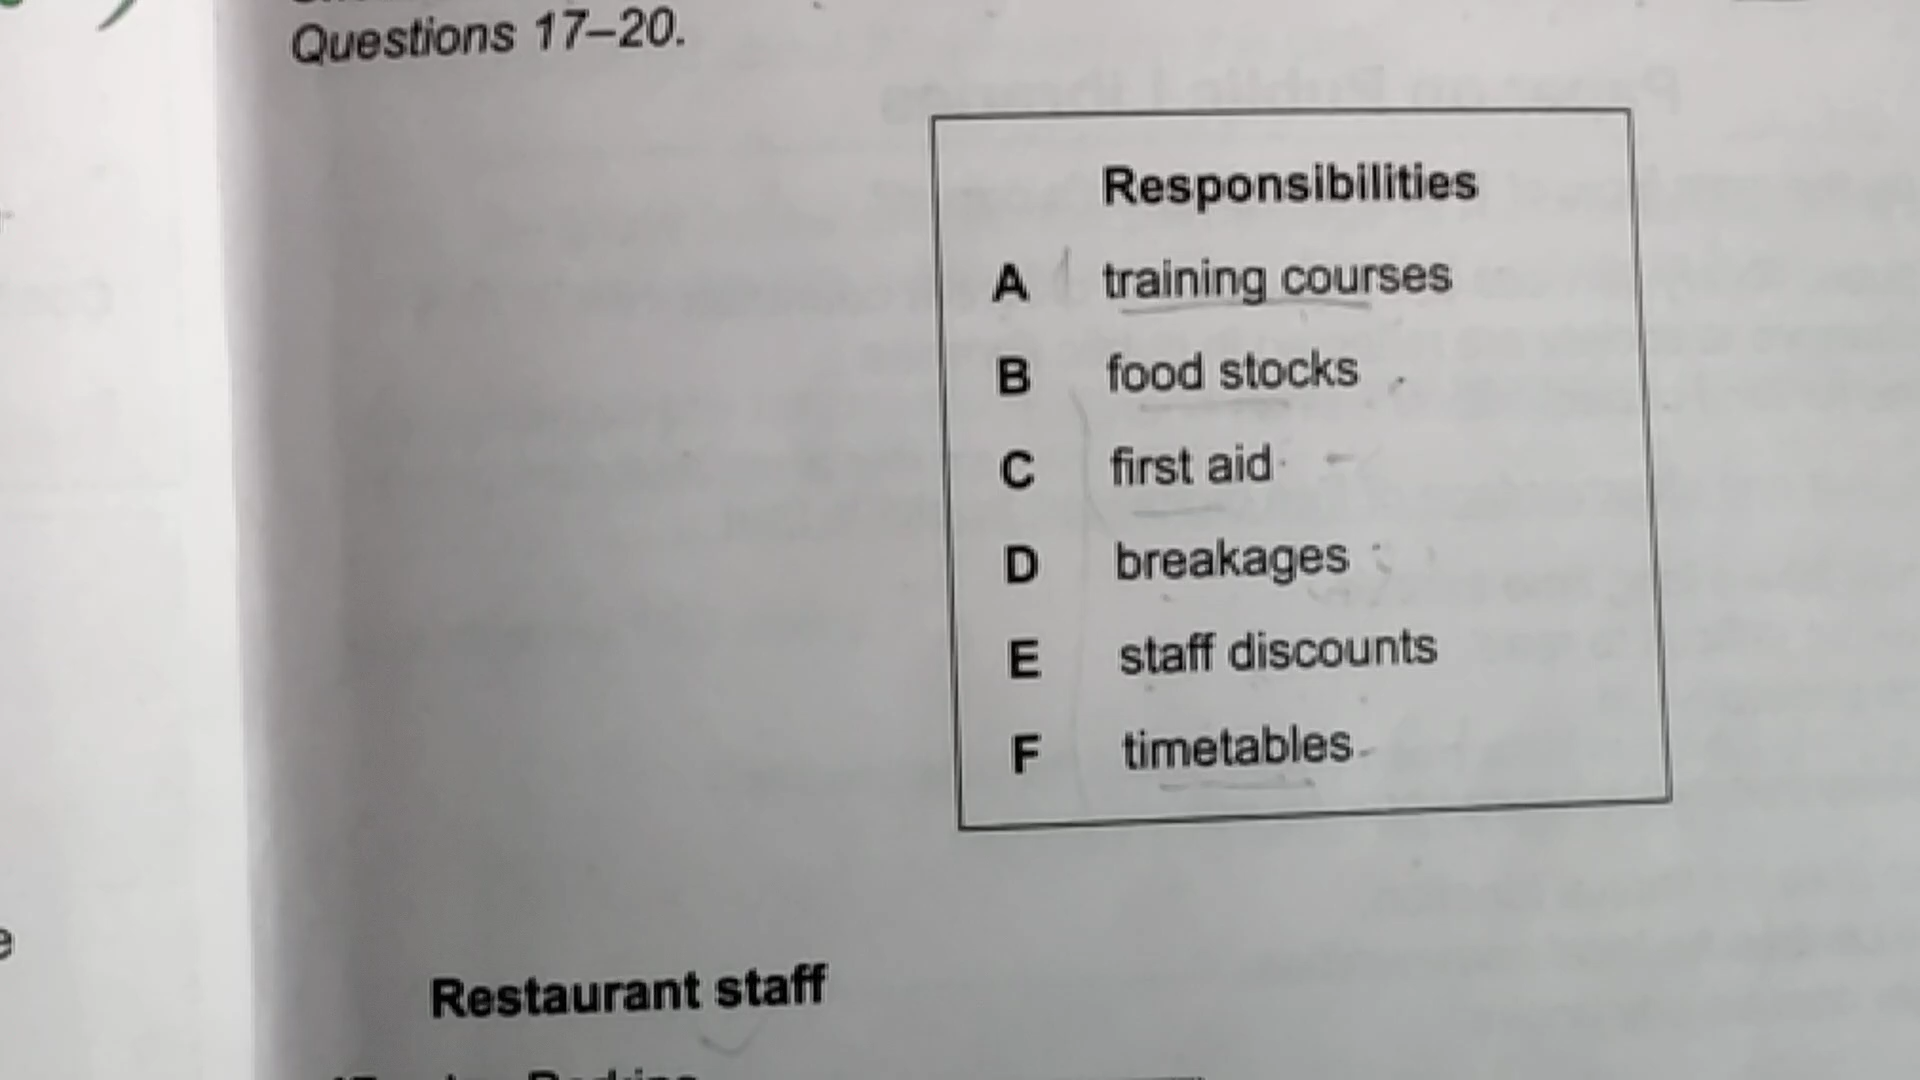 Questions 17–20.
Responsibilities
A training courses
B food stocks
C first aid
D breakages
E staff discounts
F timetables
Restaurant staff